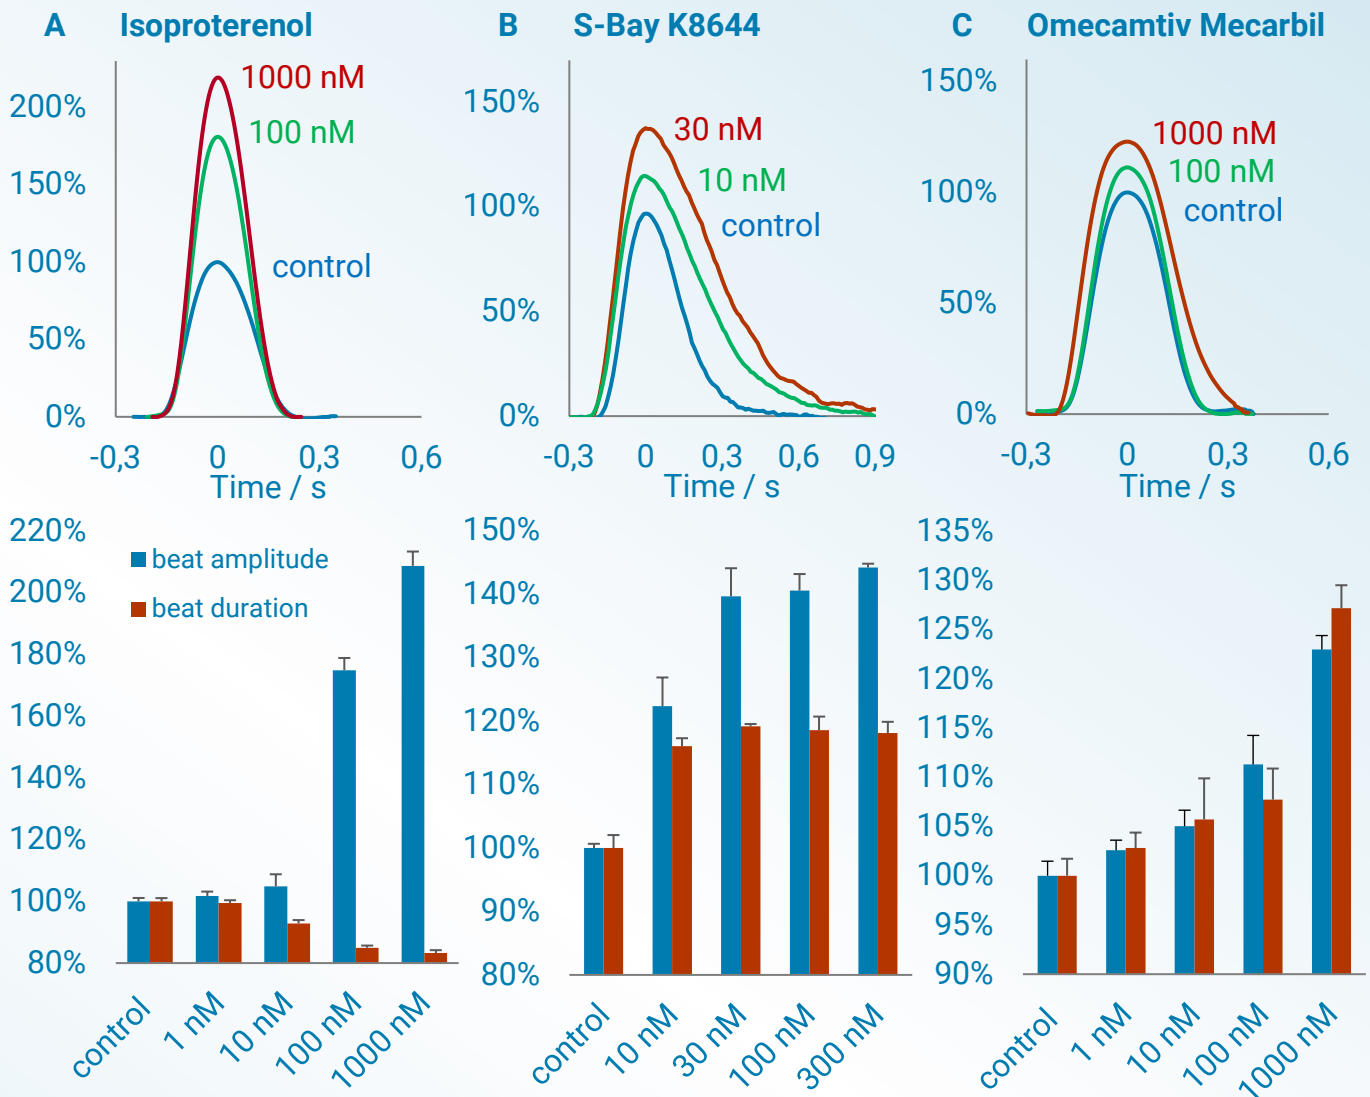 A Isoproterenol
200%
150%
100%
50%
0%
1000 nM
100 nM
control
-0,3 0 0,3 0,6
Time / s
B S-Bay K8644
150%
100%
50%
0%
30 nM
10 nM
control
-0,3 0 0,3 0,6 0,9
Time / s
C Omecamtiv Mecarbil
150%
100%
50%
0%
1000 nM
100 nM
control
-0,3 0 0,3 0,6
Time / s
220%
200%
180%
160%
140%
120%
100%
80%
beat amplitude
beat duration
control 1 nM 10 nM 100 nM 1000 nM
150%
140%
130%
120%
110%
100%
90%
80%
control 10 nM 30 nM 100 nM 300 nM
135%
130%
125%
120%
115%
110%
105%
100%
95%
90%
control 1 nM 10 nM 100 nM 1000 nM